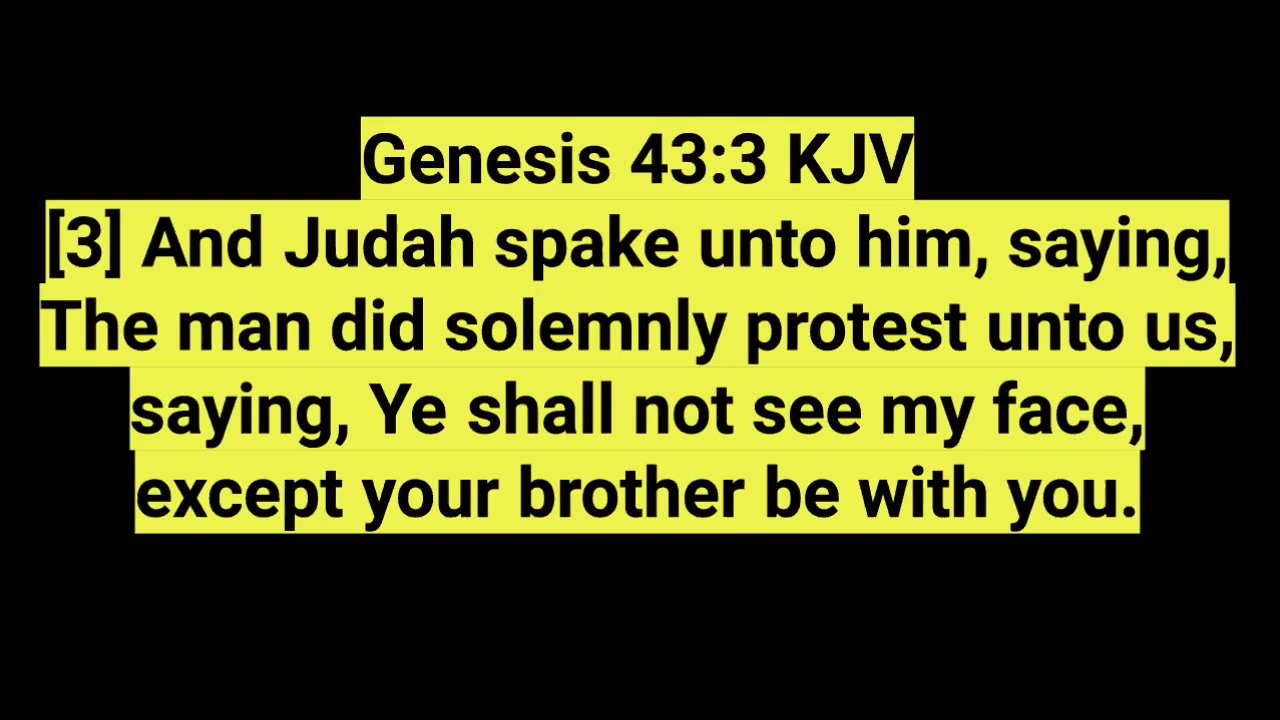 Genesis 43:3 KJV
[3] And Judah spake unto him, saying,
The man did solemnly protest unto us,
saying, Ye shall not see my face,
except your brother be with you.